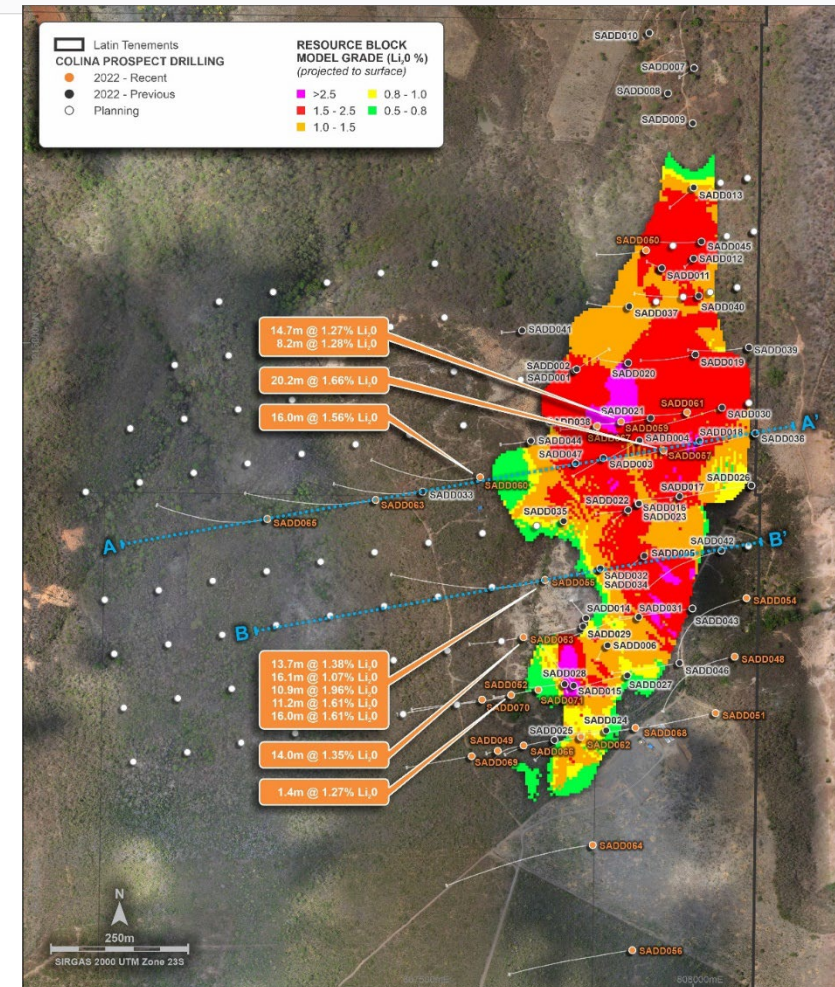 Latin Tenements
COLINA PROSPECT DRILLING
2022 - Recent
2022 - Previous
Planning
RESOURCE BLOCK
MODEL GRADE (Li₂0 %)
(projected to surface)
>2.5
0.8 - 1.0
1.5 - 2.5
0.5 - 0.8
1.0 - 1.5
SADD010
SADD007
SADD008
SADD009
SADD013
SADD050
SADD045
SADD012
SADD011
SADD040
SADD037
14.7m @ 1.27% Li₂0
8.2m @ 1.28% Li₂0
SADD041
SADD039
SADD002
SADD001
SADD019
SADD020
20.2m @ 1.66% Li₂0
16.0m @ 1.56% Li₂0
SADD021
SADD061
SADD030
SADD038
SADD059
A'
SADD018
SADD036
SADD044
SADD004
SADD057
SADD047
SADD003
SADD060
SADD026
SADD017
SADD033
SADD063
SADD022
SADD016
SADD023
SADD035
SADD065
A
SADD042
B'
SADD005
SADD032
SADD034
SADD055
SADD054
B
SADD014
SADD031
SADD043
SADD029
SADD006
SADD048
SADD046
13.7m @ 1.38% Li₂0
16.1m @ 1.07% Li₂0
10.9m @ 1.96% Li₂0
11.2m @ 1.61% Li₂0
16.0m @ 1.61% Li₂0
SADD028
SADD027
SADD052
SADD015
SADD071
SADD070
SADD051
SADD024
SADD025
SADD068
SADD062
SADD049
SADD066
SADD069
14.0m @ 1.35% Li₂0
1.4m @ 1.27% Li₂0
SADD064
N
250m
SIRGAS 2000 UTM Zone 23S
SADD056
605000mE